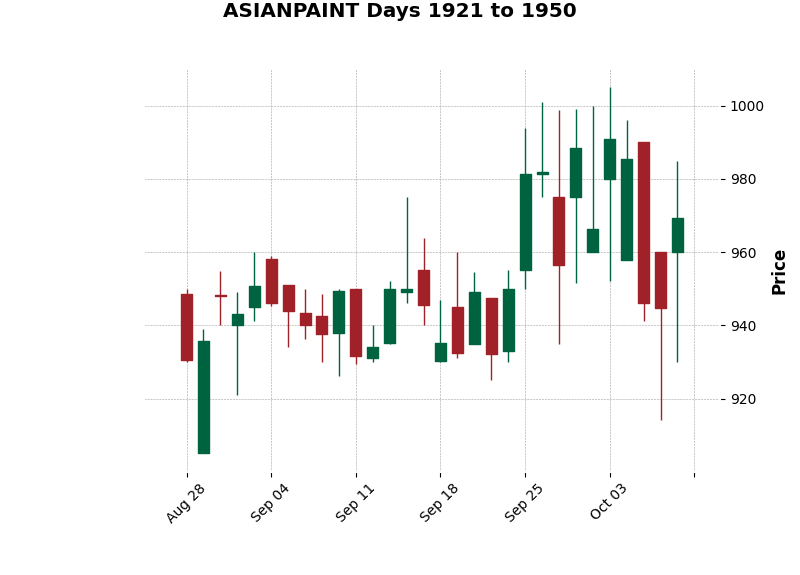 ASIANPAINT Days 1921 to 1950
1000
980
960
940
920
Price
Aug 28
Sep 04
Sep 11
Sep 18
Sep 25
Oct 03